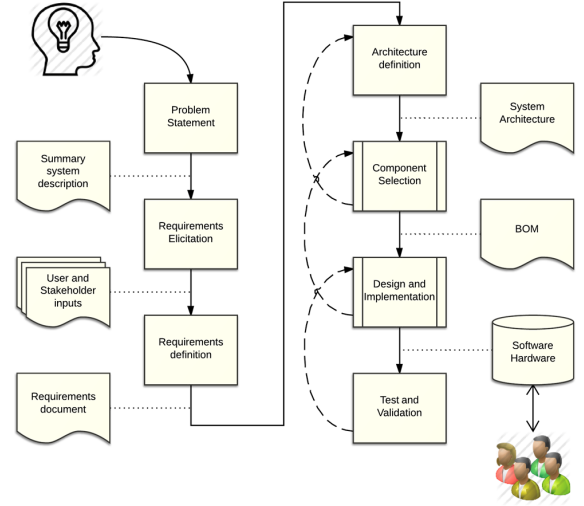 Problem
Statement
Summary
system
description
Requirements
Elicitation
User and
Stakeholder
inputs
Requirements
definition
Requirements
document
Architecture
definition
System
Architecture
Component
Selection
BOM
Design and
Implementation
Software
Hardware
Test and
Validation